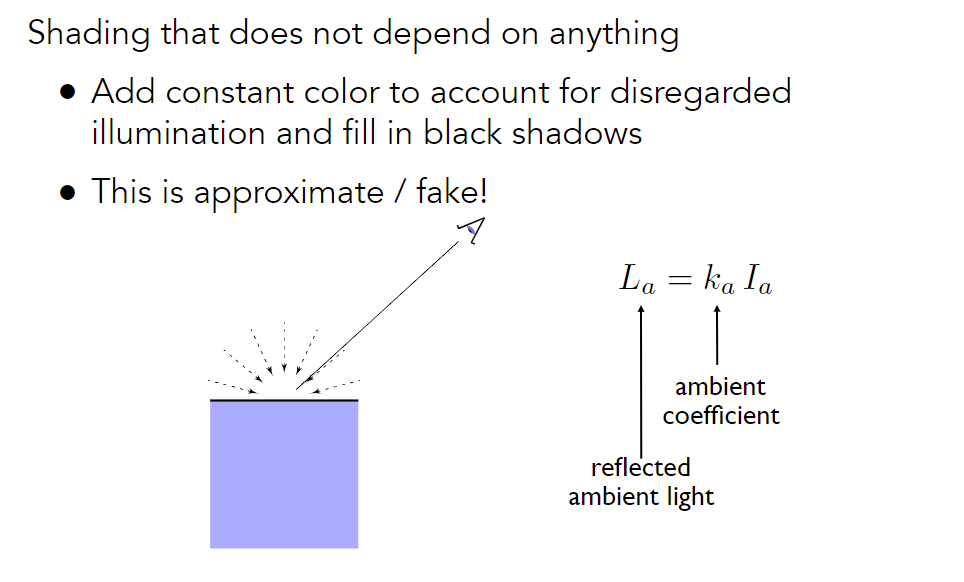 Shading that does not depend on anything
● Add constant color to account for disregarded
illumination and fill in black shadows
● This is approximate / fake!
L_a = k_a I_a
ambient
coefficient
reflected
ambient light